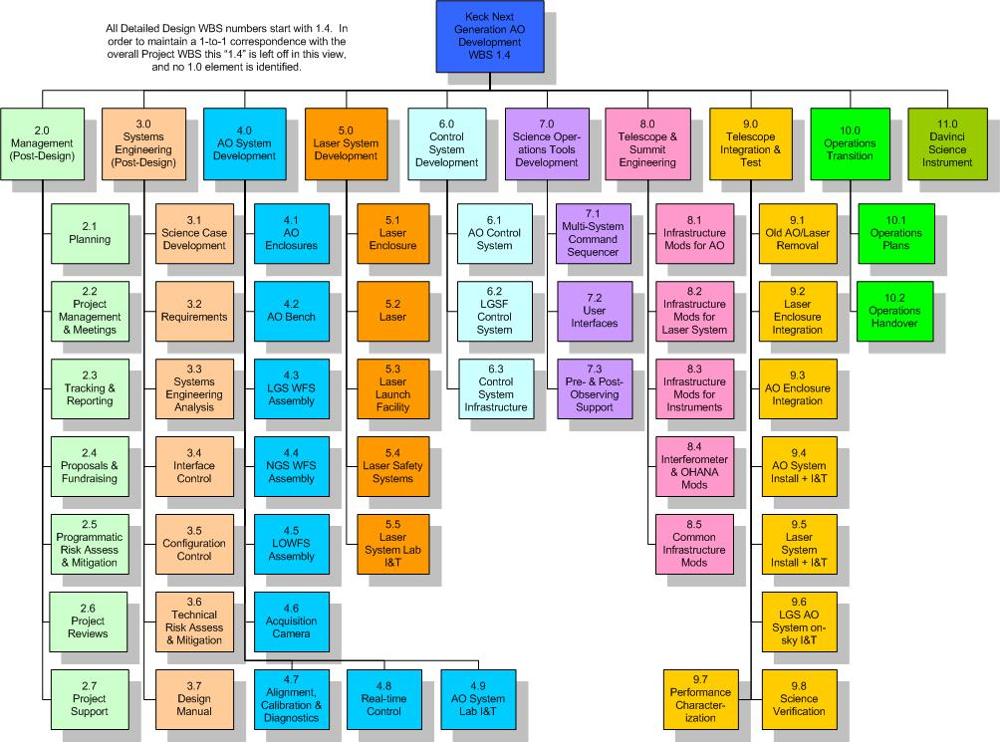 All Detailed Design WBS numbers start with 1.4. In
order to maintain a 1-to-1 correspondence with the
overall Project WBS this “1.4” is left off in this view,
and no 1.0 element is identified.
Keck Next
Generation AO
Development
WBS 1.4
2.0
Management
(Post-Design)
3.0
Systems
Engineering
(Post-Design)
4.0
AO System
Development
5.0
Laser System
Development
6.0
Control
System
Development
7.0
Science Oper-
ations Tools
Development
8.0
Telescope &
Summit
Engineering
9.0
Telescope
Integration &
Test
10.0
Operations
Transition
11.0
Davinci
Science
Instrument
2.1
Planning
2.2
Project
Management
& Meetings
2.3
Tracking &
Reporting
2.4
Proposals &
Fundraising
2.5
Programmatic
Risk Assess
& Mitigation
2.6
Project
Reviews
2.7
Project
Support
3.1
Science Case
Development
3.2
Requirements
3.3
Systems
Engineering
Analysis
3.4
Interface
Control
3.5
Configuration
Control
3.6
Technical
Risk Assess
& Mitigation
3.7
Design
Manual
4.1
AO
Enclosures
4.2
AO Bench
4.3
LGS WFS
Assembly
4.4
NGS WFS
Assembly
4.5
LOWFS
Assembly
4.6
Acquisition
Camera
4.7
Alignment,
Calibration &
Diagnostics
4.8
Real-time
Control
4.9
AO System
Lab I&T
5.1
Laser
Enclosure
5.2
Laser
5.3
Laser
Launch
Facility
5.4
Laser Safety
Systems
5.5
Laser
System Lab
I&T
6.1
AO Control
System
6.2
LGSF
Control
System
6.3
Control
System
Infrastructure
7.1
Multi-System
Command
Sequencer
7.2
User
Interfaces
7.3
Pre- & Post-
Observing
Support
8.1
Infrastructure
Mods for AO
8.2
Infrastructure
Mods for
Laser System
8.3
Infrastructure
Mods for
Instruments
8.4
Interferometer
& OHANA
Mods
8.5
Common
Infrastructure
Mods
9.1
Old AO/Laser
Removal
9.2
Laser
Enclosure
Integration
9.3
AO Enclosure
Integration
9.4
AO System
Install + I&T
9.5
Laser
System
Install + I&T
9.6
LGS AO
System on-
sky I&T
9.7
Performance
Character-
ization
9.8
Science
Verification
10.1
Operations
Plans
10.2
Operations
Handover